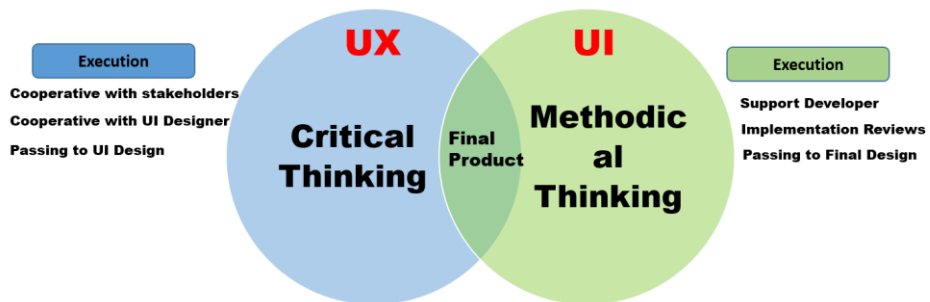 UX
UI
Execution
Cooperative with stakeholders
Cooperative with UI Designer
Passing to UI Design
Critical
Thinking
Final
Product
Methodic
al
Thinking
Execution
Support Developer
Implementation Reviews
Passing to Final Design